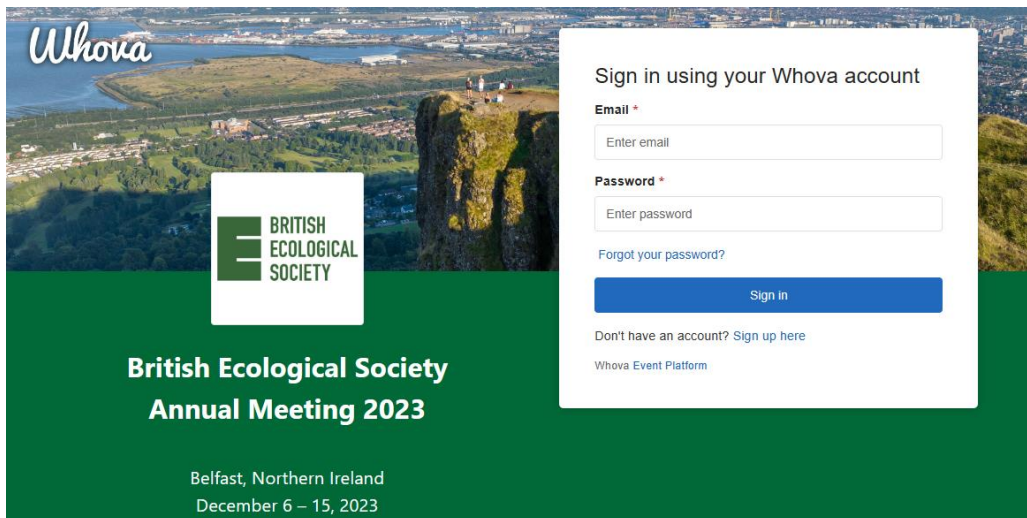 Whova
BRITISH
ECOLOGICAL
SOCIETY
British Ecological Society
Annual Meeting 2023
Belfast, Northern Ireland
December 6 – 15, 2023
Sign in using your Whova account
Email *
Enter email
Password *
Enter password
Forgot your password?
Sign in
Don't have an account? Sign up here
Whova Event Platform